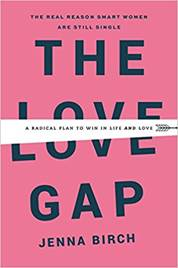 THE REAL REASON SMART WOMEN
ARE STILL SINGLE
THE
LOVE
A RADICAL PLAN TO WIN IN LIFE AND LOVE
GAP
JENNA BIRCH